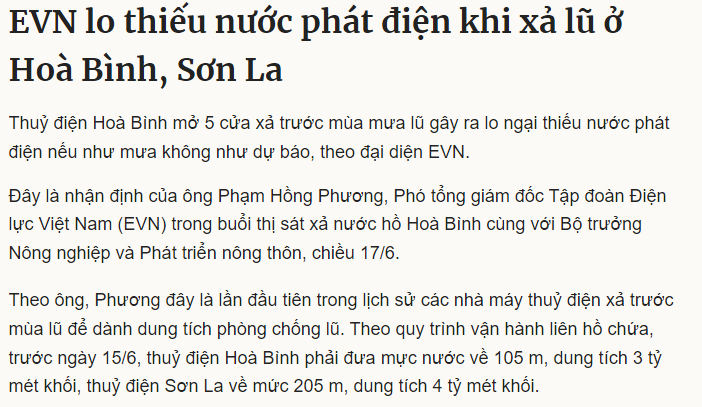 EVN lo thiếu nước phát điện khi xả lũ ở
Hoà Bình, Sơn La
Thuỷ điện Hoà Bình mở 5 cửa xả trước mùa mưa lũ gây ra lo ngại thiếu nước phát
điện nếu như mưa không như dự báo, theo đại diện EVN.
Đây là nhận định của ông Phạm Hồng Phương, Phó tổng giám đốc Tập đoàn Điện
lực Việt Nam (EVN) trong buổi thị sát xả nước hồ Hoà Bình cùng với Bộ trưởng
Nông nghiệp và Phát triển nông thôn, chiều 17/6.
Theo ông, Phương đây là lần đầu tiên trong lịch sử các nhà máy thuỷ điện xả trước
mùa lũ để dành dung tích phòng chống lũ. Theo quy trình vận hành liên hồ chứa,
trước ngày 15/6, thuỷ điện Hoà Bình phải đưa mực nước về 105 m, dung tích 3 tỷ
mét khối, thuỷ điện Sơn La về mức 205 m, dung tích 4 tỷ mét khối.